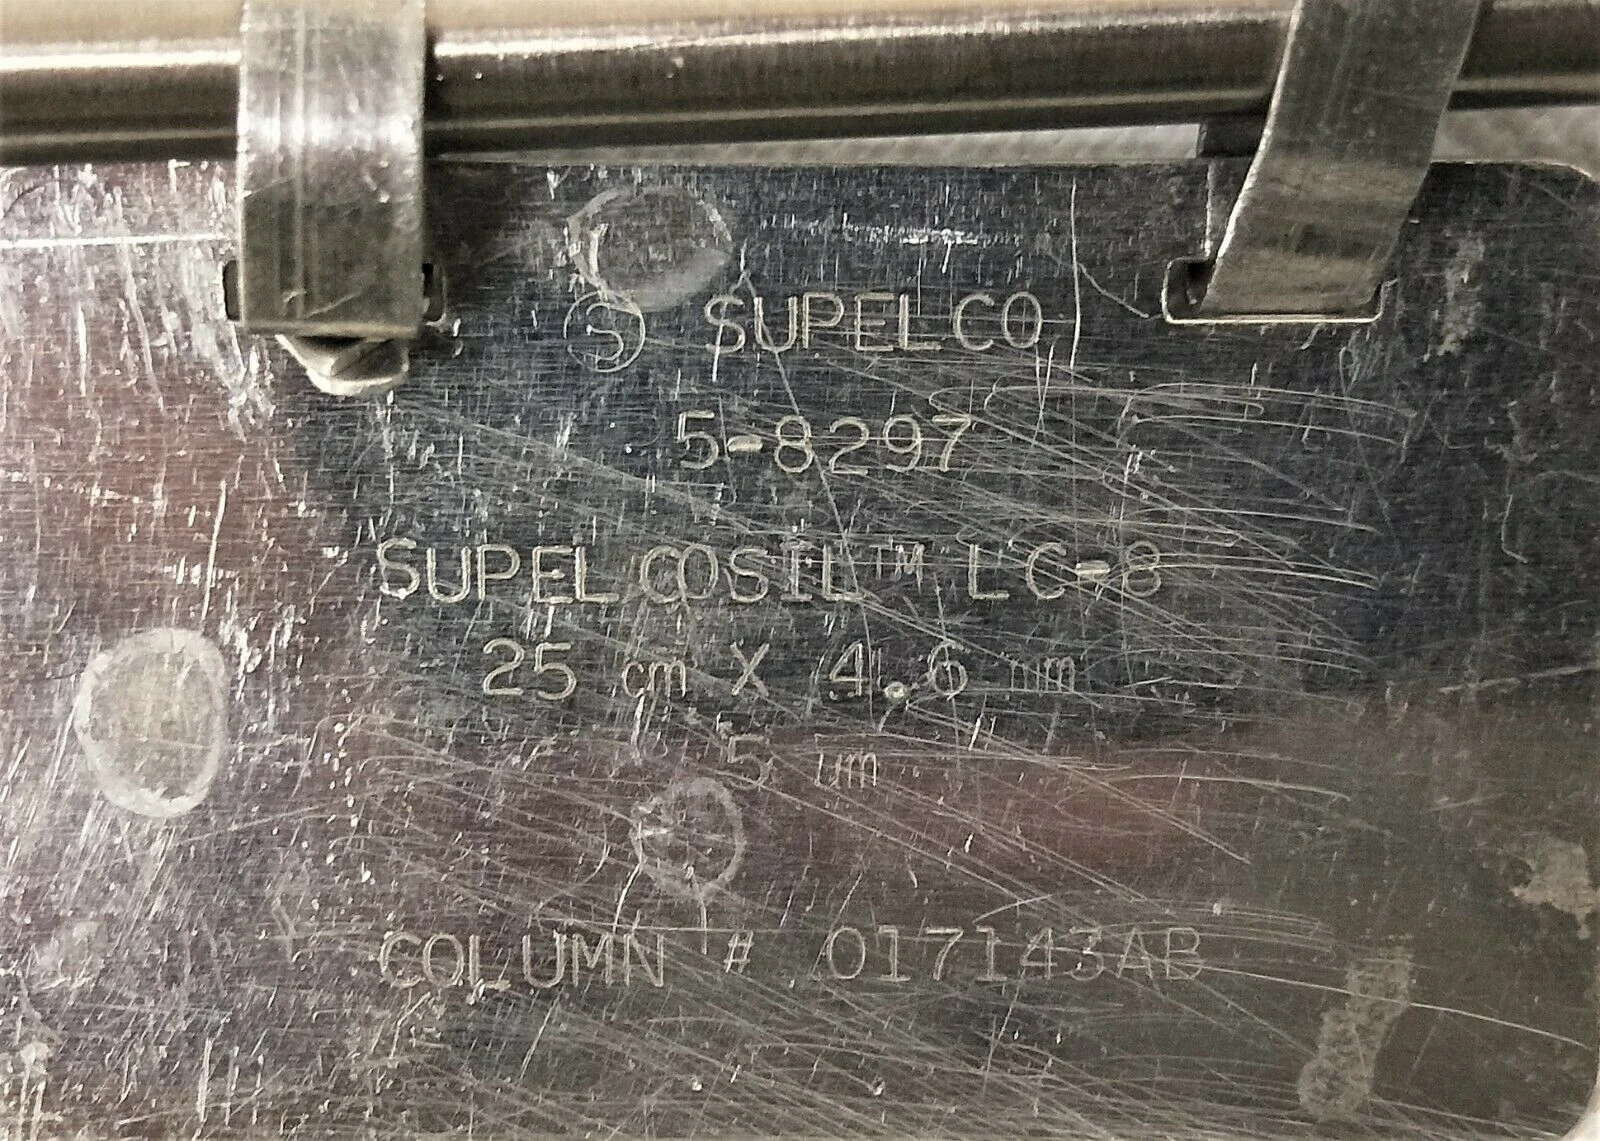 Ⓢ SUPELCO
5-8297
SUPELCOSIL™ LC-8
25 cm X 4.6 mm
5 um
COLUMN # 017143AB